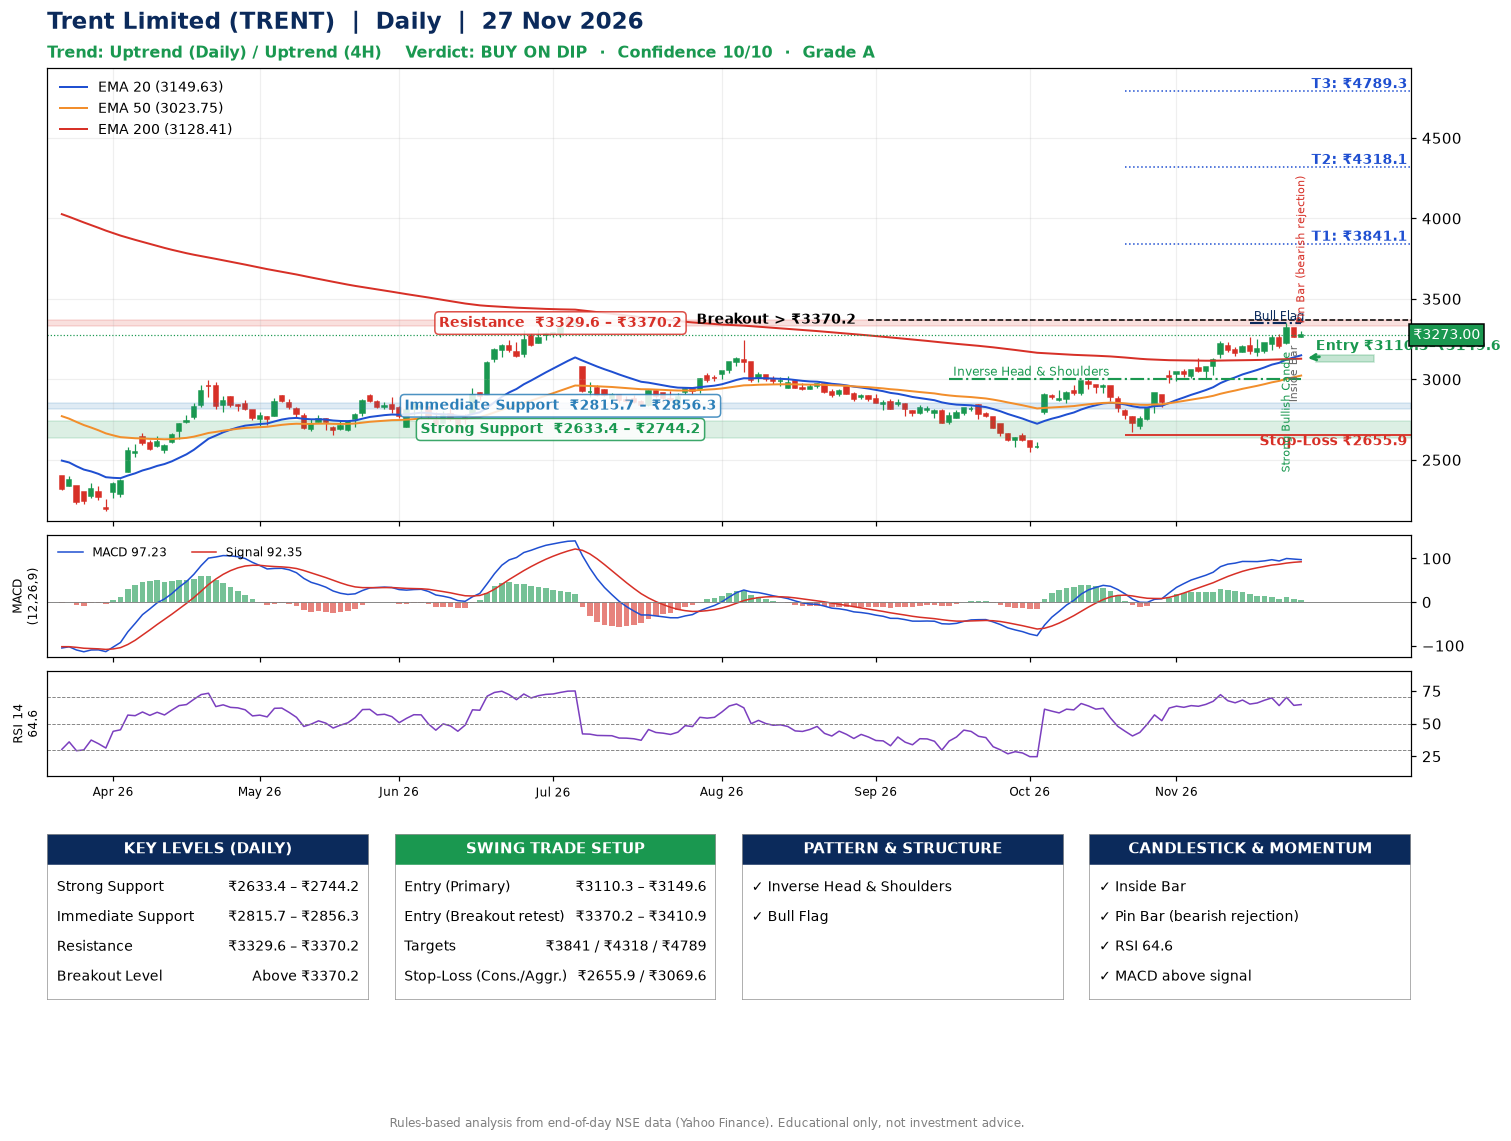 Trent Limited (TRENT) | Daily | 27 Nov 2026
Trend: Uptrend (Daily) / Uptrend (4H) Verdict: BUY ON DIP · Confidence 10/10 · Grade A
EMA 20 (3149.63)
EMA 50 (3023.75)
EMA 200 (3128.41)
T3: ₹4789.3
T2: ₹4318.1
T1: ₹3841.1
Pin Bar (bearish rejection)
Resistance ₹3329.6 – ₹3370.2
Breakout > ₹3370.2
Bull Flag
₹3273.00
Entry ₹3110.3–₹3149.6
Inverse Head & Shoulders
Inside Bar
Strong Bullish Candle
Immediate Support ₹2815.7 – ₹2856.3
Strong Support ₹2633.4 – ₹2744.2
Stop-Loss ₹2655.9
4500
4000
3500
3000
2500
MACD 97.23
Signal 92.35
MACD
(12,26,9)
100
0
−100
RSI 14
64.6
75
50
25
Apr 26 May 26 Jun 26 Jul 26 Aug 26 Sep 26 Oct 26 Nov 26
KEY LEVELS (DAILY)
Strong Support ₹2633.4 – ₹2744.2
Immediate Support ₹2815.7 – ₹2856.3
Resistance ₹3329.6 – ₹3370.2
Breakout Level Above ₹3370.2
SWING TRADE SETUP
Entry (Primary) ₹3110.3 – ₹3149.6
Entry (Breakout retest) ₹3370.2 – ₹3410.9
Targets ₹3841 / ₹4318 / ₹4789
Stop-Loss (Cons./Aggr.) ₹2655.9 / ₹3069.6
PATTERN & STRUCTURE
✓ Inverse Head & Shoulders
✓ Bull Flag
CANDLESTICK & MOMENTUM
✓ Inside Bar
✓ Pin Bar (bearish rejection)
✓ RSI 64.6
✓ MACD above signal
Rules-based analysis from end-of-day NSE data (Yahoo Finance). Educational only, not investment advice.